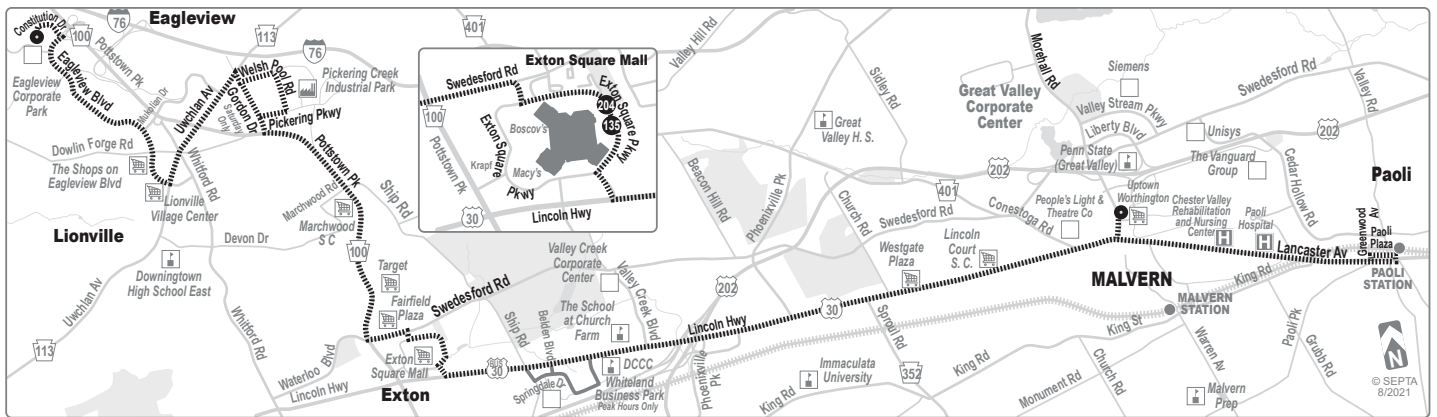 Constitution Dr
100
Pottstown Pk
Eagleview
76
113
76
Eagleview
Corporate
Park
Eagleview Blvd
Mukelian Dr
Uwchlan Av
Welsh Pool Rd
Gordon Dr
Saturday
Only
Pickering Creek
Industrial Park
Pickering Pkwy
Dowlin Forge Rd
The Shops on
Eagleview Blvd
Lionville
Village Center
Whitford Rd
Pottstown Pk
Ship Rd
Marchwood Rd
Marchwood
S C
Lionville
Devon Dr
100
Downingtown
High School East
Uwchlan Av
Whitford Rd
113
Target
Fairfield
Plaza
Swedesford Rd
Exton
Square Mall
Waterloo Blvd
Lincoln Hwy
Exton
401
Exton Square Mall
Swedesford Rd
100
Pottstown Pk
Exton Square
Pkwy
Boscov's
Krapf
Macy's
204
135
Exton Square Pkwy
30
Lincoln Hwy
Valley Hill Rd
Beacon Hill Rd
Phoenixville Pk
Valley Creek
Corporate
Center
Valley Creek Blvd
The School
at Church
Farm
Ship Rd
Belden Blvd
BUS
30
Springdale D
DCCC
Whiteland
Business Park
Peak Hours Only
202
Lincoln Hwy
Phoenixville
Pk
30
King Rd
Immaculata
University
Sidley Rd
Great
Valley H. S.
Church Rd
401
Swedesford Rd
Westgate
Plaza
Lincoln
Court
S. C.
Conestoga Rd
Sproul Rd
352
202
Great Valley
Corporate
Center
Morehall Rd
Siemens
Valley Stream Pkwy
Liberty Blvd
Penn State
(Great Valley)
Swedesford Rd
Valley Rd
Unisys
202
The Vanguard
Group
Cedar Hollow Rd
Paoli
People's Light &
Theatre Co
Uptown
Worthington
Chester Valley
Rehabilitation
and Nursing
Center
H
Paoli
Hospital
H
Greenwood
Av
Paoli
Plaza
Lancaster Av
PAOLI
STATION
MALVERN
King Rd
MALVERN
STATION
King St
King Rd
Monument Rd
Church Rd
Warren Av
Paoli Pk
Grubb Rd
Malvern
Prep
N
© SEPTA
8/2021